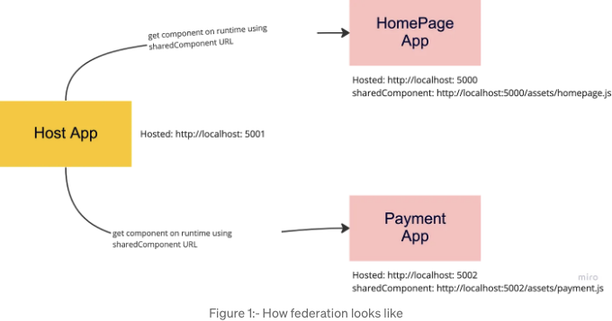 get component on runtime using
sharedComponent URL
HomePage
App
Hosted: http://localhost: 5000
sharedComponent: http://localhost:5000/assets/homepage.js
Host App
Hosted: http://localhost: 5001
get component on runtime using
sharedComponent URL
Payment
App
Hosted: http://localhost: 5002
sharedComponent: http://localhost:5002/assets/payment.js
miro
Figure 1:- How federation looks like